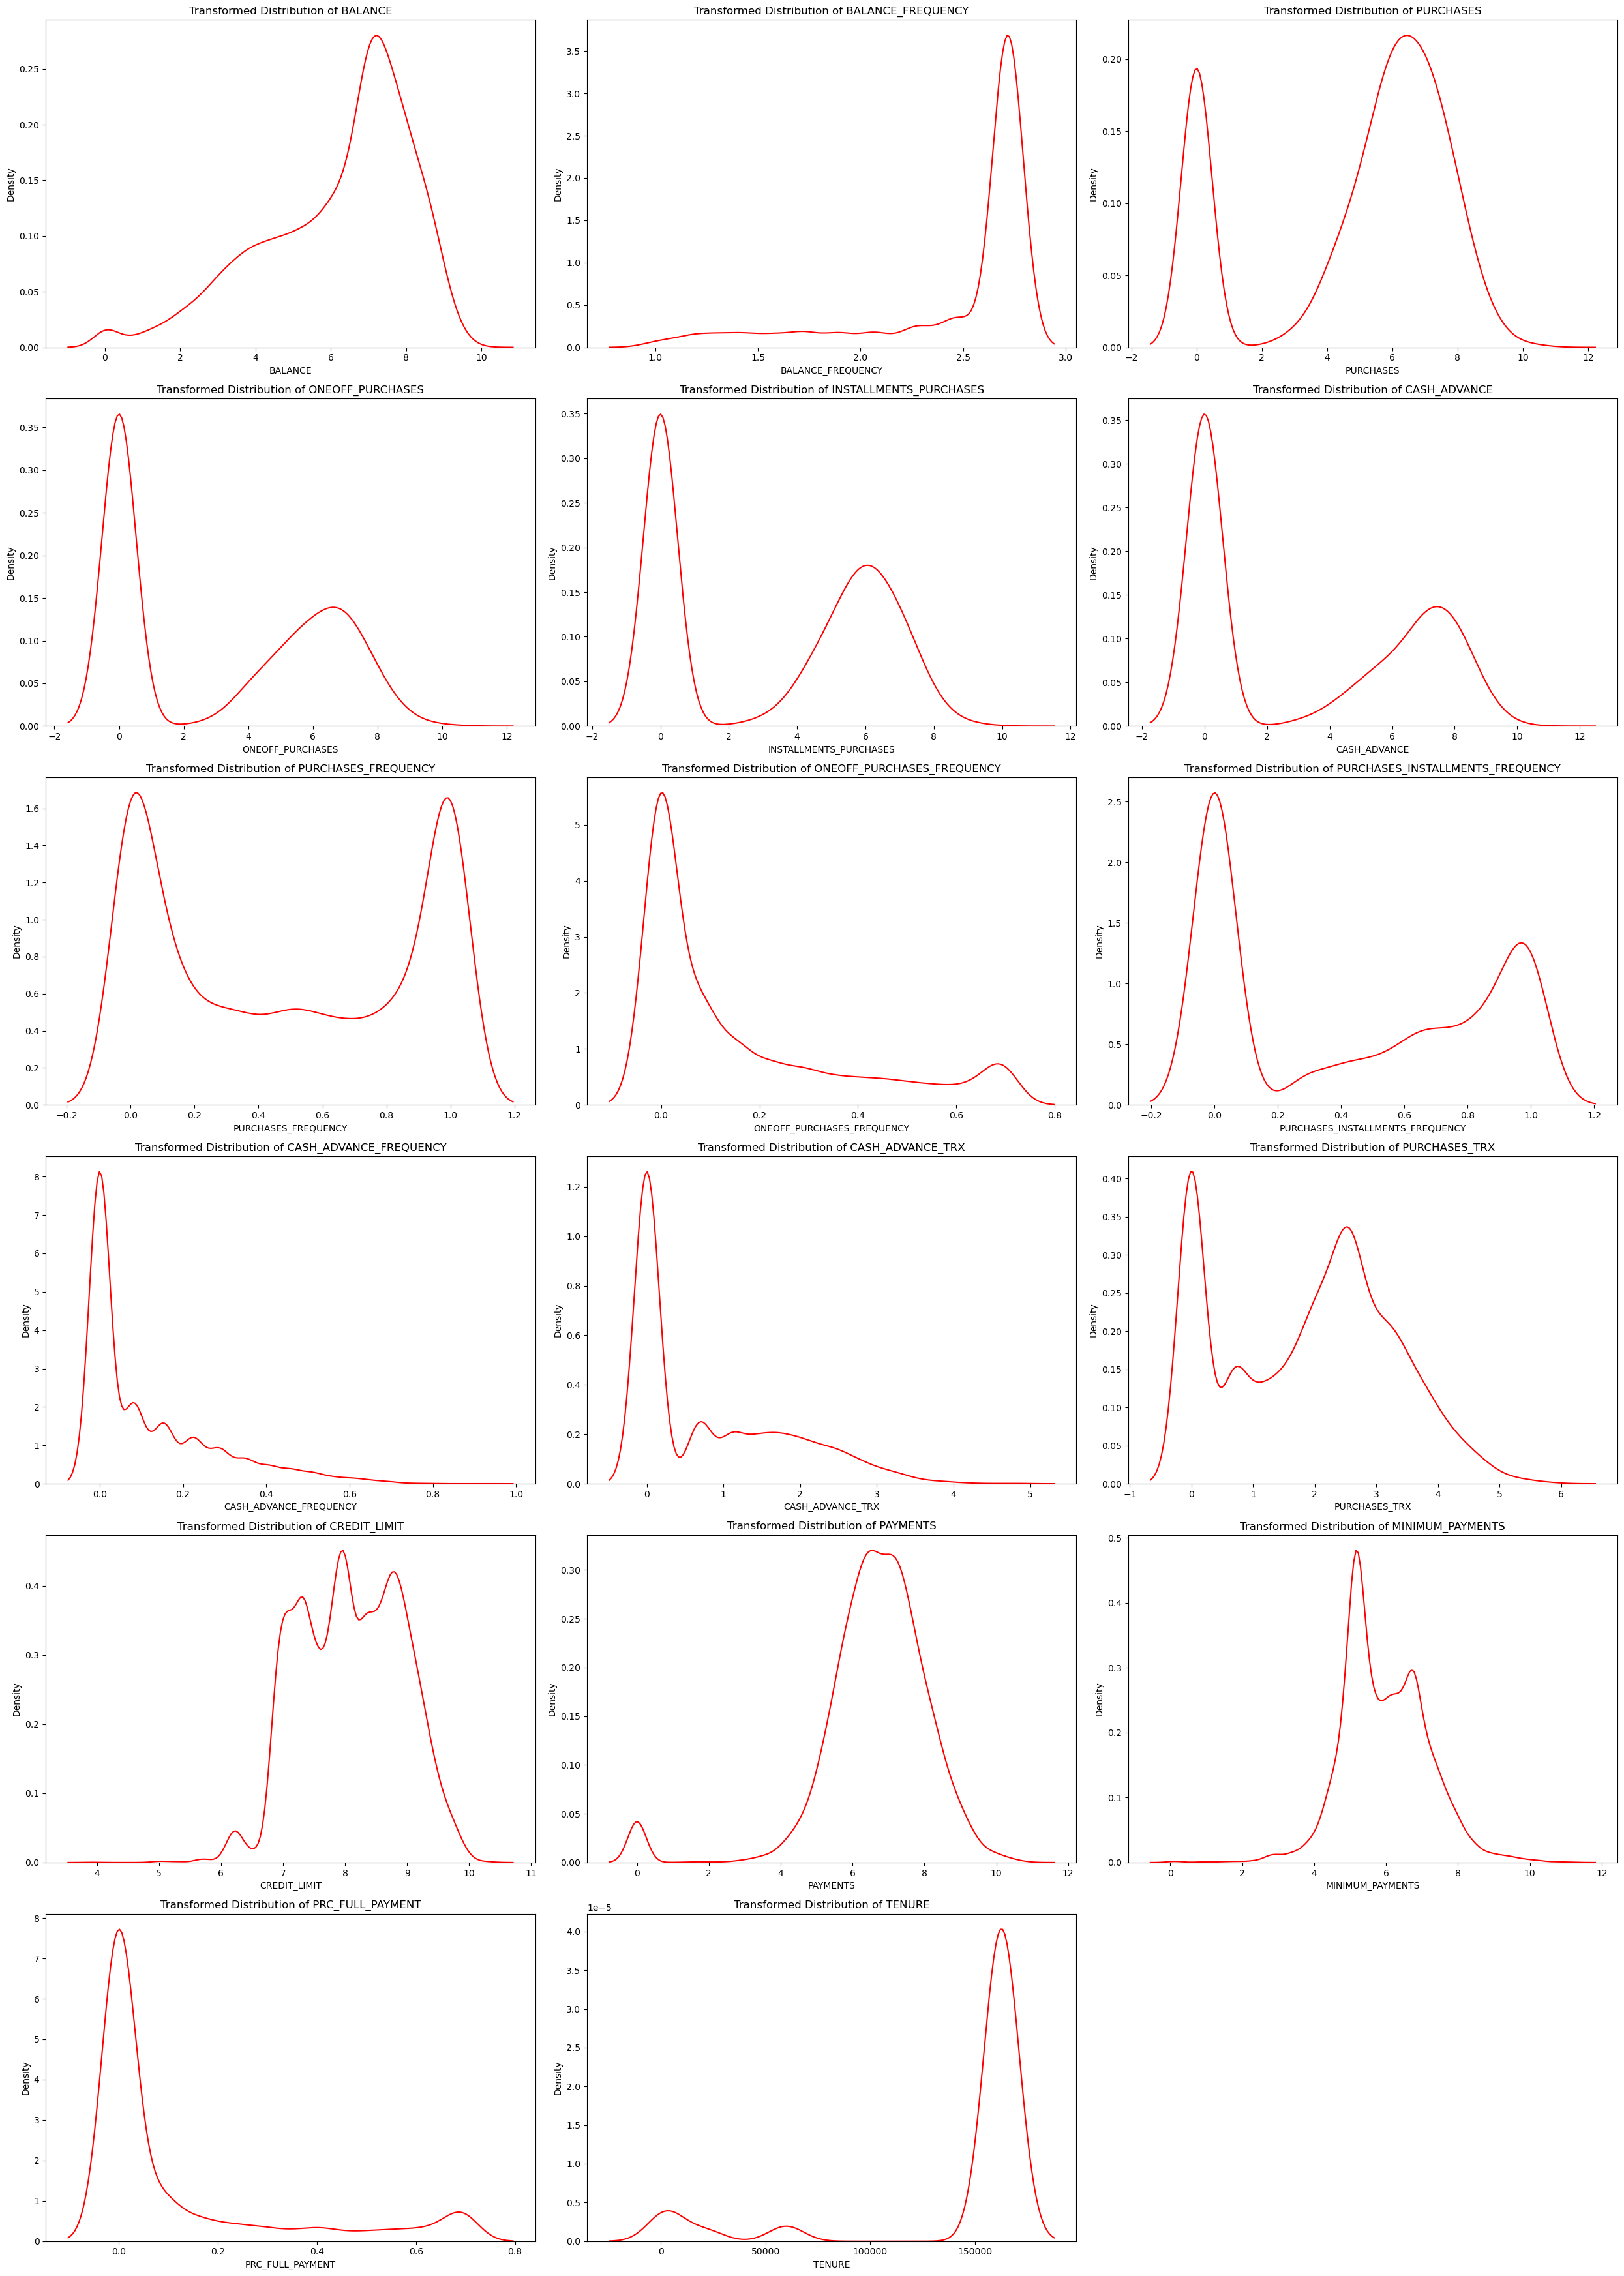 Transformed Distribution of BALANCE
Density
0.25
0.20
0.15
0.10
0.05
0.00
0 2 4 6 8 10
BALANCE
Transformed Distribution of BALANCE_FREQUENCY
Density
3.5
3.0
2.5
2.0
1.5
1.0
0.5
0.0
1.0 1.5 2.0 2.5 3.0
BALANCE_FREQUENCY
Transformed Distribution of PURCHASES
Density
0.20
0.15
0.10
0.05
0.00
−2 0 2 4 6 8 10 12
PURCHASES
Transformed Distribution of ONEOFF_PURCHASES
Density
0.35
0.30
0.25
0.20
0.15
0.10
0.05
0.00
−2 0 2 4 6 8 10 12
ONEOFF_PURCHASES
Transformed Distribution of INSTALLMENTS_PURCHASES
Density
0.35
0.30
0.25
0.20
0.15
0.10
0.05
0.00
−2 0 2 4 6 8 10 12
INSTALLMENTS_PURCHASES
Transformed Distribution of CASH_ADVANCE
Density
0.35
0.30
0.25
0.20
0.15
0.10
0.05
0.00
−2 0 2 4 6 8 10 12
CASH_ADVANCE
Transformed Distribution of PURCHASES_FREQUENCY
Density
1.6
1.4
1.2
1.0
0.8
0.6
0.4
0.2
0.0
−0.2 0.0 0.2 0.4 0.6 0.8 1.0 1.2
PURCHASES_FREQUENCY
Transformed Distribution of ONEOFF_PURCHASES_FREQUENCY
Density
5
4
3
2
1
0
0.0 0.2 0.4 0.6 0.8
ONEOFF_PURCHASES_FREQUENCY
Transformed Distribution of PURCHASES_INSTALLMENTS_FREQUENCY
Density
2.5
2.0
1.5
1.0
0.5
0.0
−0.2 0.0 0.2 0.4 0.6 0.8 1.0 1.2
PURCHASES_INSTALLMENTS_FREQUENCY
Transformed Distribution of CASH_ADVANCE_FREQUENCY
Density
8
7
6
5
4
3
2
1
0
0.0 0.2 0.4 0.6 0.8 1.0
CASH_ADVANCE_FREQUENCY
Transformed Distribution of CASH_ADVANCE_TRX
Density
1.2
1.0
0.8
0.6
0.4
0.2
0.0
0 1 2 3 4 5
CASH_ADVANCE_TRX
Transformed Distribution of PURCHASES_TRX
Density
0.40
0.35
0.30
0.25
0.20
0.15
0.10
0.05
0.00
−1 0 1 2 3 4 5 6
PURCHASES_TRX
Transformed Distribution of CREDIT_LIMIT
Density
0.4
0.3
0.2
0.1
0.0
4 5 6 7 8 9 10 11
CREDIT_LIMIT
Transformed Distribution of PAYMENTS
Density
0.30
0.25
0.20
0.15
0.10
0.05
0.00
0 2 4 6 8 10 12
PAYMENTS
Transformed Distribution of MINIMUM_PAYMENTS
Density
0.5
0.4
0.3
0.2
0.1
0.0
0 2 4 6 8 10 12
MINIMUM_PAYMENTS
Transformed Distribution of PRC_FULL_PAYMENT
Density
8
7
6
5
4
3
2
1
0
0.0 0.2 0.4 0.6 0.8
PRC_FULL_PAYMENT
1e−5
Transformed Distribution of TENURE
Density
4.0
3.5
3.0
2.5
2.0
1.5
1.0
0.5
0.0
0 50000 100000 150000
TENURE